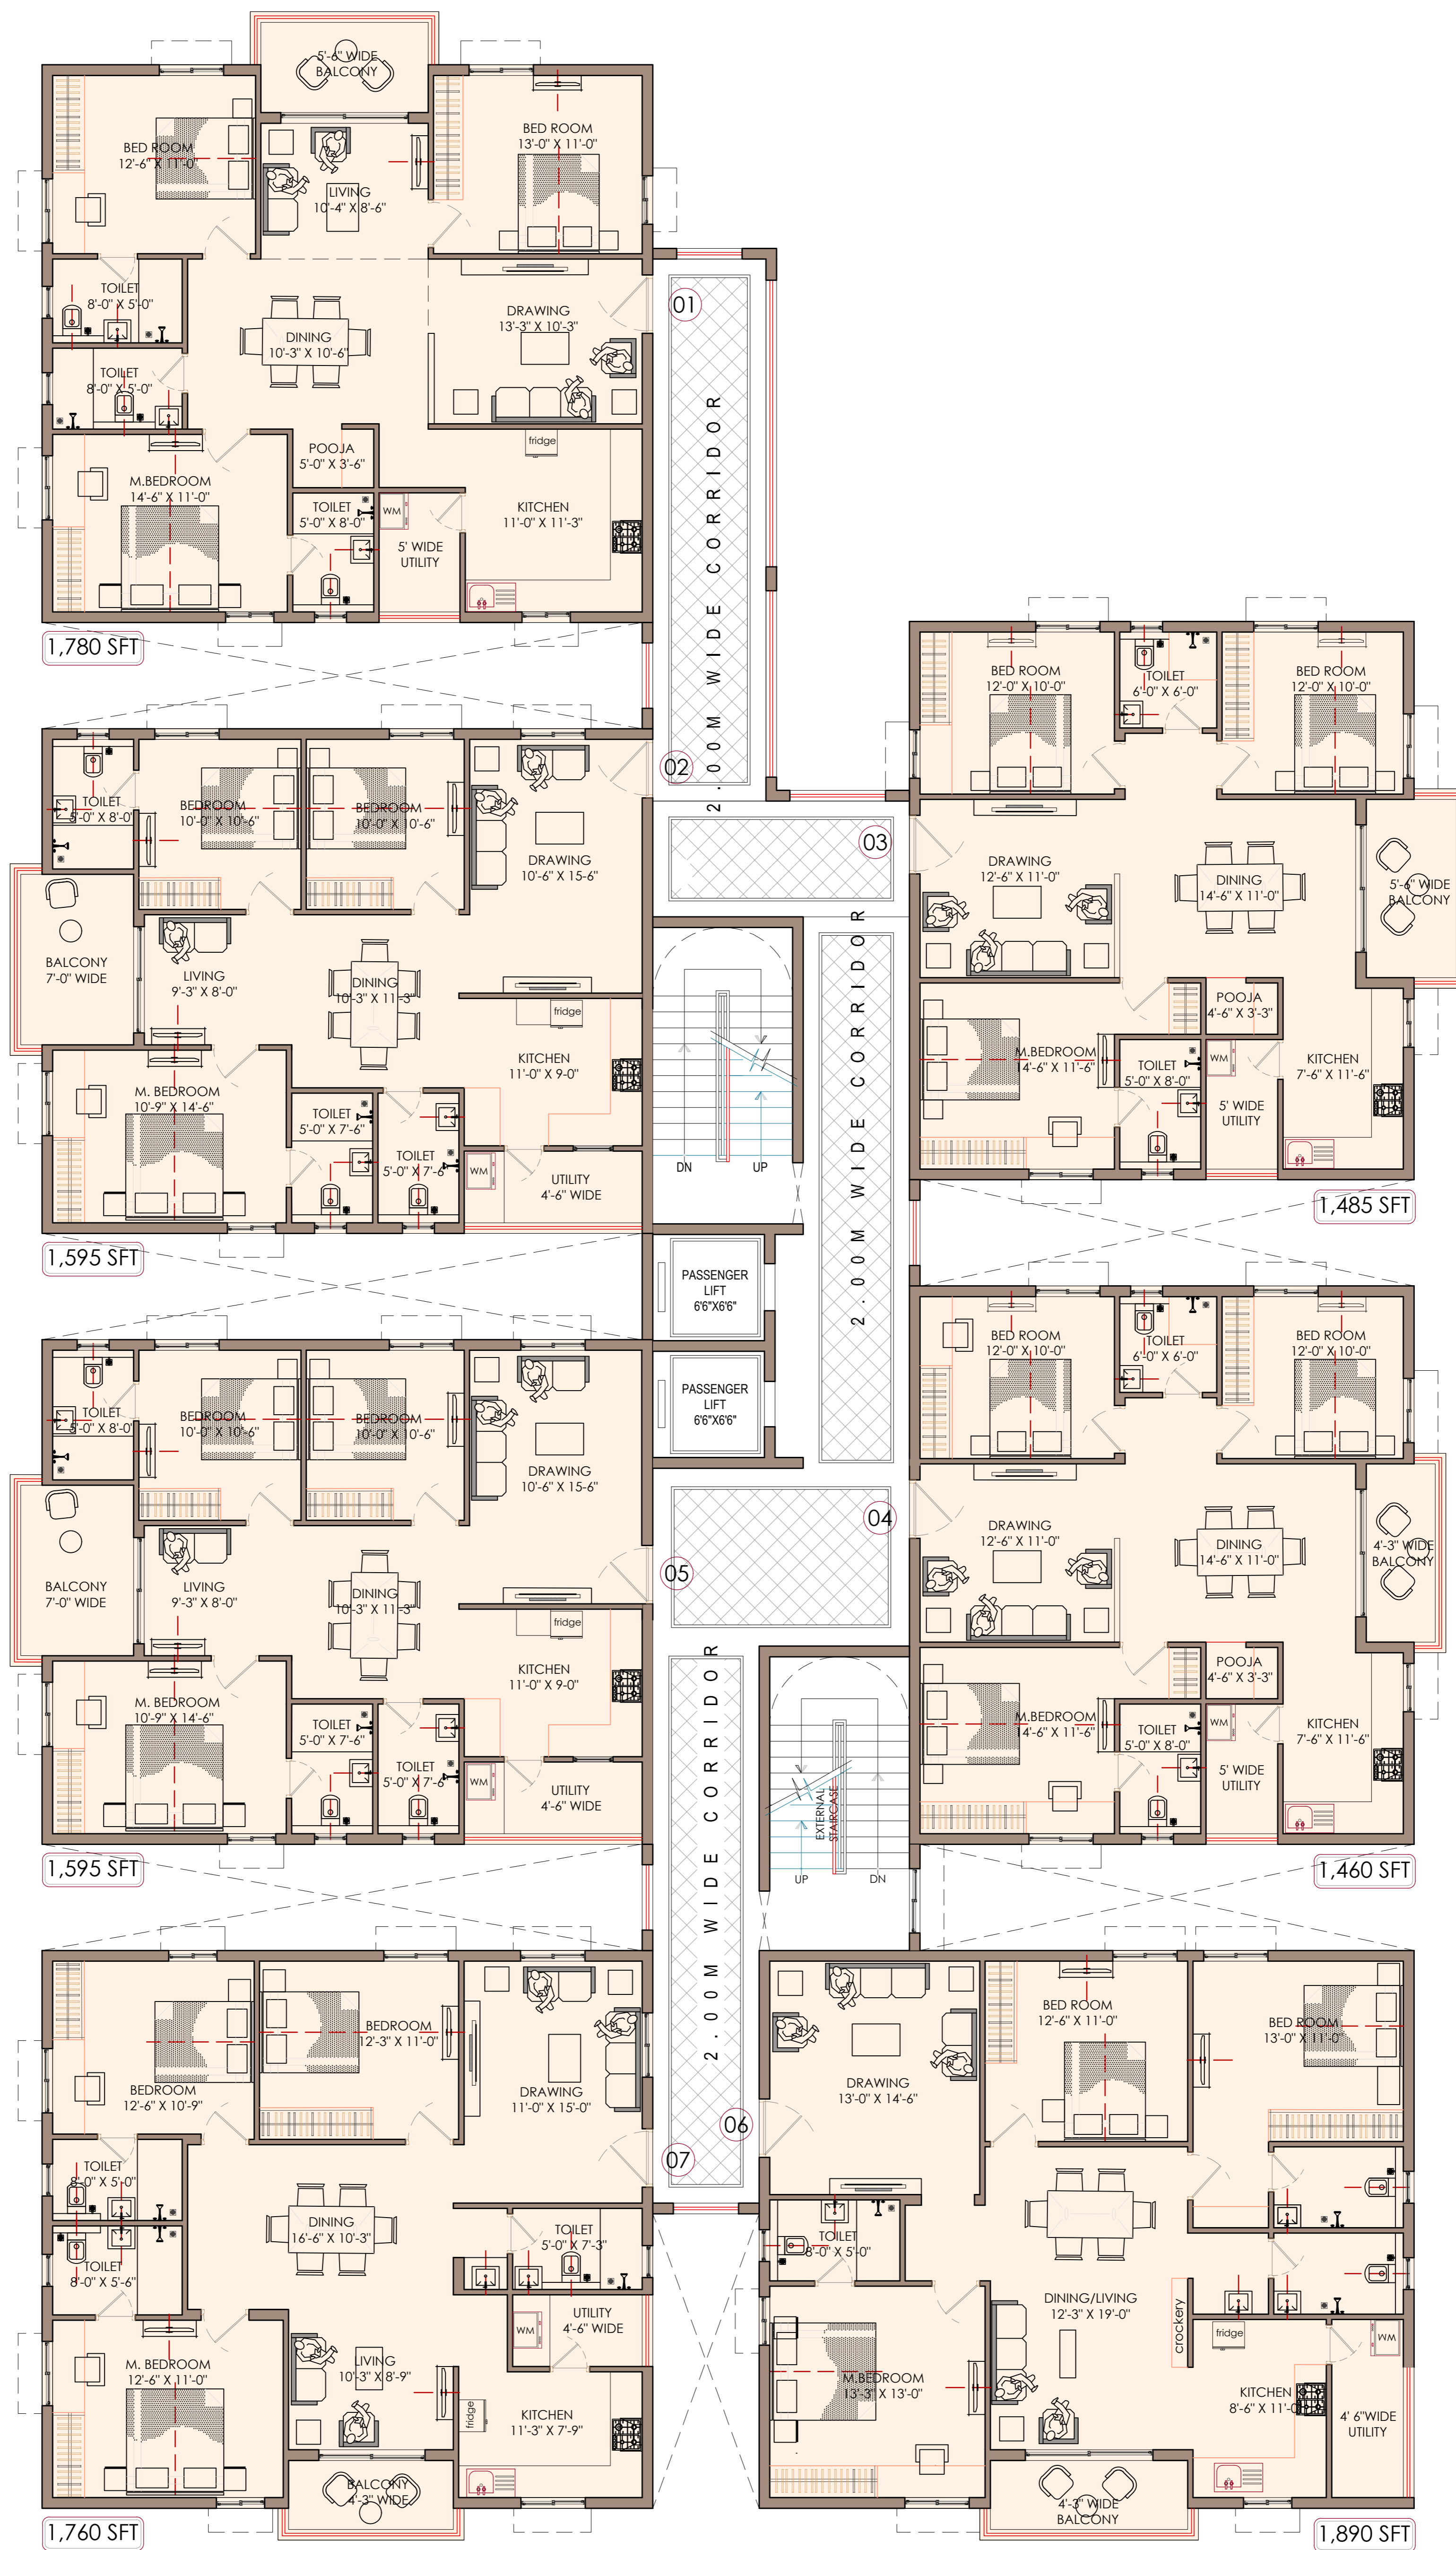 5'-6" WIDE
BALCONY
BED ROOM
12'-6" X 11'-0"
BED ROOM
13'-0" X 11'-0"
LIVING
10'-4" X 8'-6"
TOILET
8'-0" X 5'-0"
DRAWING
13'-3" X 10'-3"
01
DINING
10'-3" X 10'-6"
TOILET
8'-0" X 5'-0"
POOJA
5'-0" X 3'-6"
fridge
M.BEDROOM
14'-6" X 11'-0"
TOILET
5'-0" X 8'-0"
WM
KITCHEN
11'-0" X 11'-3"
5' WIDE
UTILITY
1,780 SFT
2.00M WIDE CORRIDOR
02
TOILET
5'-0" X 8'-0"
BEDROOM
10'-0" X 10'-6"
BEDROOM
10'-0" X 10'-6"
DRAWING
10'-6" X 15-6"
BALCONY
7'-0" WIDE
LIVING
9'-3" X 8'-0"
DINING
10'-3" X 11'-3"
fridge
KITCHEN
11'-0" X 9-0"
M. BEDROOM
10'-9" X 14'-6"
TOILET
5'-0" X 7'-6"
TOILET
5'-0" X 7'-6"
WM
UTILITY
4'-6" WIDE
1,595 SFT
BED ROOM
12'-0" X 10'-0"
TOILET
6'-0" X 6'-0"
BED ROOM
12'-0" X 10'-0"
03
DRAWING
12'-6" X 11'-0"
DINING
14'-6" X 11'-0"
5'-6" WIDE
BALCONY
POOJA
4'-6" X 3'-3"
M.BEDROOM
14'-6" X 11'-6"
TOILET
5'-0" X 8'-0"
WM
KITCHEN
7'-6" X 11'-6"
5' WIDE
UTILITY
1,485 SFT
DN
UP
2.00M WIDE CORRIDOR
PASSENGER
LIFT
6'6"X6'6"
PASSENGER
LIFT
6'6"X6'6"
TOILET
5'-0" X 8'-0"
BEDROOM
10'-0" X 10'-6"
BEDROOM
10'-0" X 10'-6"
DRAWING
10'-6" X 15-6"
05
BALCONY
7'-0" WIDE
LIVING
9'-3" X 8'-0"
DINING
10'-3" X 11'-3"
fridge
KITCHEN
11'-0" X 9-0"
M. BEDROOM
10'-9" X 14'-6"
TOILET
5'-0" X 7'-6"
TOILET
5'-0" X 7'-6"
WM
UTILITY
4'-6" WIDE
1,595 SFT
BED ROOM
12'-0" X 10'-0"
TOILET
6'-0" X 6'-0"
BED ROOM
12'-0" X 10'-0"
04
DRAWING
12'-6" X 11'-0"
DINING
14'-6" X 11'-0"
4'-3" WIDE
BALCONY
POOJA
4'-6" X 3'-3"
M.BEDROOM
14'-6" X 11'-6"
TOILET
5'-0" X 8'-0"
WM
KITCHEN
7'-6" X 11'-6"
5' WIDE
UTILITY
1,460 SFT
EXTERNAL
STAIRCASE
UP
DN
2.00M WIDE CORRIDOR
BEDROOM
12'-3" X 11'-0"
BEDROOM
12'-6" X 10'-9"
DRAWING
11'-0" X 15'-0"
07
TOILET
8'-0" X 5'-0"
DINING
16'-6" X 10'-3"
TOILET
5'-0" X 7'-3"
TOILET
8'-0" X 5'-6"
UTILITY
4'-6" WIDE
WM
M. BEDROOM
12'-6" X 11'-0"
LIVING
10'-3" X 8'-9"
fridge
KITCHEN
11'-3" X 7'-9"
BALCONY
4'-3" WIDE
1,760 SFT
BED ROOM
12'-6" X 11'-0"
BED ROOM
13'-0" X 11'-0"
DRAWING
13'-0" X 14'-6"
06
TOILET
8'-0" X 5'-0"
DINING/LIVING
12'-3" X 19'-0"
crockery
fridge
WM
M.BEDROOM
13'-3" X 13'-0"
KITCHEN
8'-6" X 11'-0"
4' 6"WIDE
UTILITY
4'-3" WIDE
BALCONY
1,890 SFT